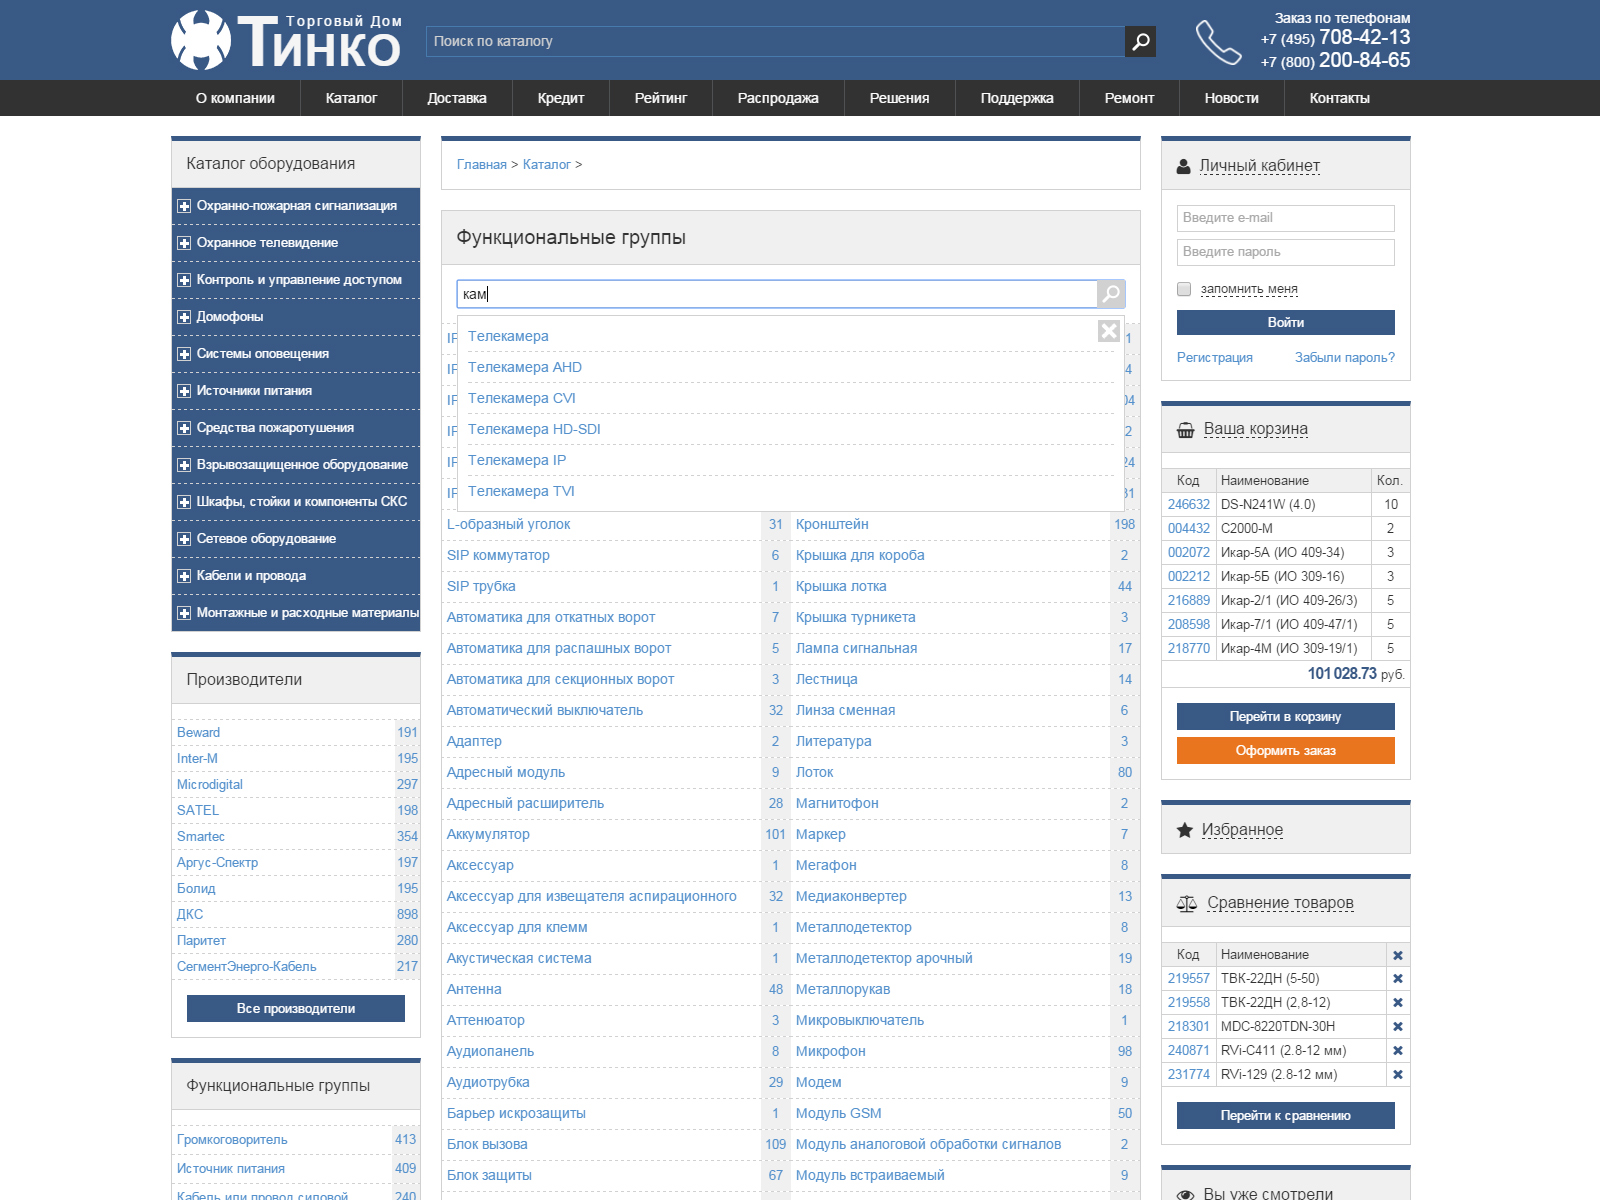 Торговый Дом
Тинко
Поиск по каталогу
Заказ по телефонам
+7 (495) 708-42-13
+7 (800) 200-84-65
О компании Каталог Доставка Кредит Рейтинг Распродажа Решения Поддержка Ремонт Новости Контакты
Каталог оборудования
Охранно-пожарная сигнализация
Охранное телевидение
Контроль и управление доступом
Домофоны
Системы оповещения
Источники питания
Средства пожаротушения
Взрывозащищенное оборудование
Шкафы, стойки и компоненты СКС
Сетевое оборудование
Кабели и провода
Монтажные и расходные материалы
Производители
Beward 191
Inter-M 195
Microdigital 297
SATEL 198
Smartec 354
Аргус-Спектр 197
Болид 195
ДКС 898
Паритет 280
СегментЭнерго-Кабель 217
Все производители
Функциональные группы
Громкоговоритель 413
Источник питания 409
Кабель или провод силовой 240
Главная > Каталог >
Функциональные группы
кам
Телекамера
Телекамера AHD
Телекамера CVI
Телекамера HD-SDI
Телекамера IP
Телекамера TVI
L-образный уголок 31 Кронштейн 198
SIP коммутатор 6 Крышка для короба 2
SIP трубка 1 Крышка лотка 44
Автоматика для откатных ворот 7 Крышка турникета 3
Автоматика для распашных ворот 5 Лампа сигнальная 17
Автоматика для секционных ворот 3 Лестница 14
Автоматический выключатель 32 Линза сменная 6
Адаптер 2 Литература 3
Адресный модуль 9 Лоток 80
Адресный расширитель 28 Магнитофон 2
Аккумулятор 101 Маркер 7
Аксессуар 1 Мегафон 8
Аксессуар для извещателя аспирационного 32 Медиаконвертер 13
Аксессуар для клемм 1 Металлодетектор 8
Акустическая система 1 Металлодетектор арочный 19
Антенна 48 Металлорукав 18
Аттенюатор 3 Микровыключатель 1
Аудиопанель 8 Микрофон 98
Аудиотрубка 29 Модем 9
Барьер искрозащиты 1 Модуль GSM 50
Блок вызова 109 Модуль аналоговой обработки сигналов 2
Блок защиты 67 Модуль встраиваемый 9
Личный кабинет
Введите e-mail
Введите пароль
запомнить меня
Войти
Регистрация Забыли пароль?
Ваша корзина
Код Наименование Кол.
246632 DS-N241W (4.0) 10
004432 С2000-М 2
002072 Икар-5А (ИО 409-34) 3
002212 Икар-5Б (ИО 309-16) 3
216889 Икар-2/1 (ИО 409-26/3) 5
208598 Икар-7/1 (ИО 409-47/1) 5
218770 Икар-4М (ИО 309-19/1) 5
101 028.73 руб.
Перейти в корзину
Оформить заказ
Избранное
Сравнение товаров
Код Наименование
219557 ТВК-22ДН (5-50)
219558 ТВК-22ДН (2,8-12)
218301 MDC-8220TDN-30H
240871 RVi-C411 (2.8-12 мм)
231774 RVi-129 (2.8-12 мм)
Перейти к сравнению
Вы уже смотрели